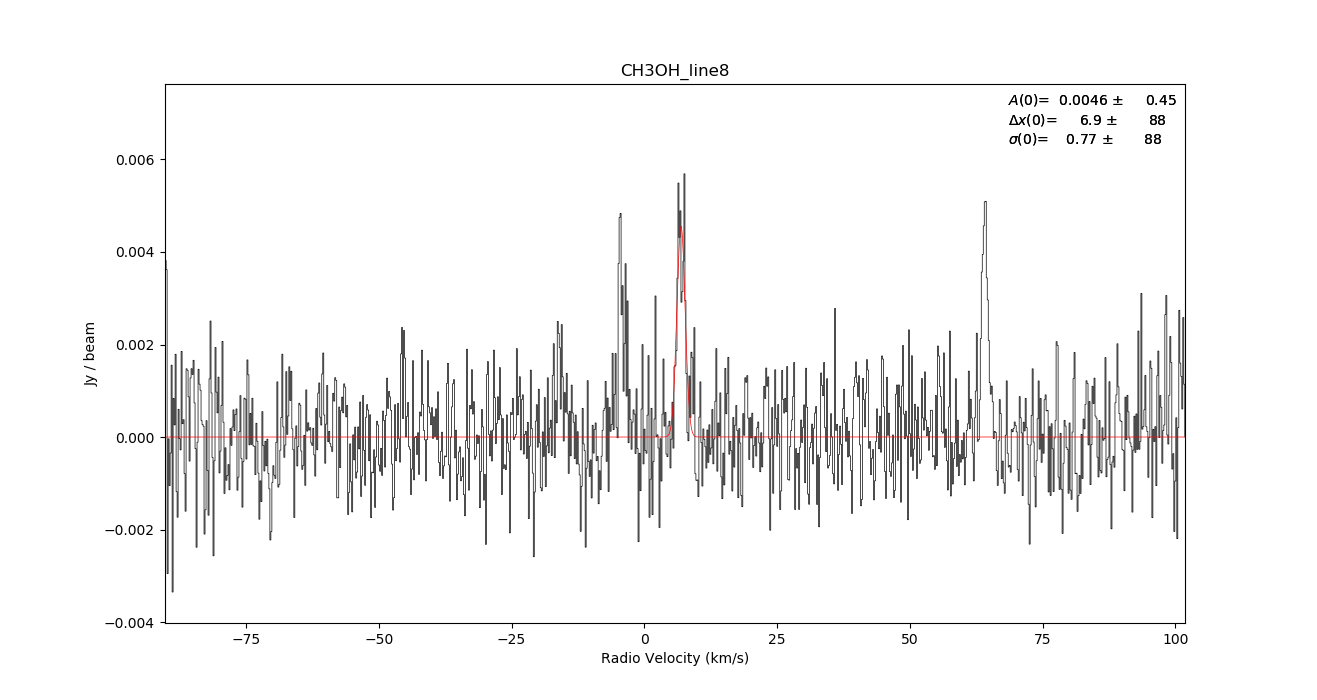 CH3OH_line8
A(0)= 0.0046 ± 0.45
Δx(0)= 6.9 ± 88
σ(0)= 0.77 ± 88
0.006
0.004
0.002
0.000
−0.002
−0.004
Jy / beam
−75 −50 −25 0 25 50 75 100
Radio Velocity (km/s)